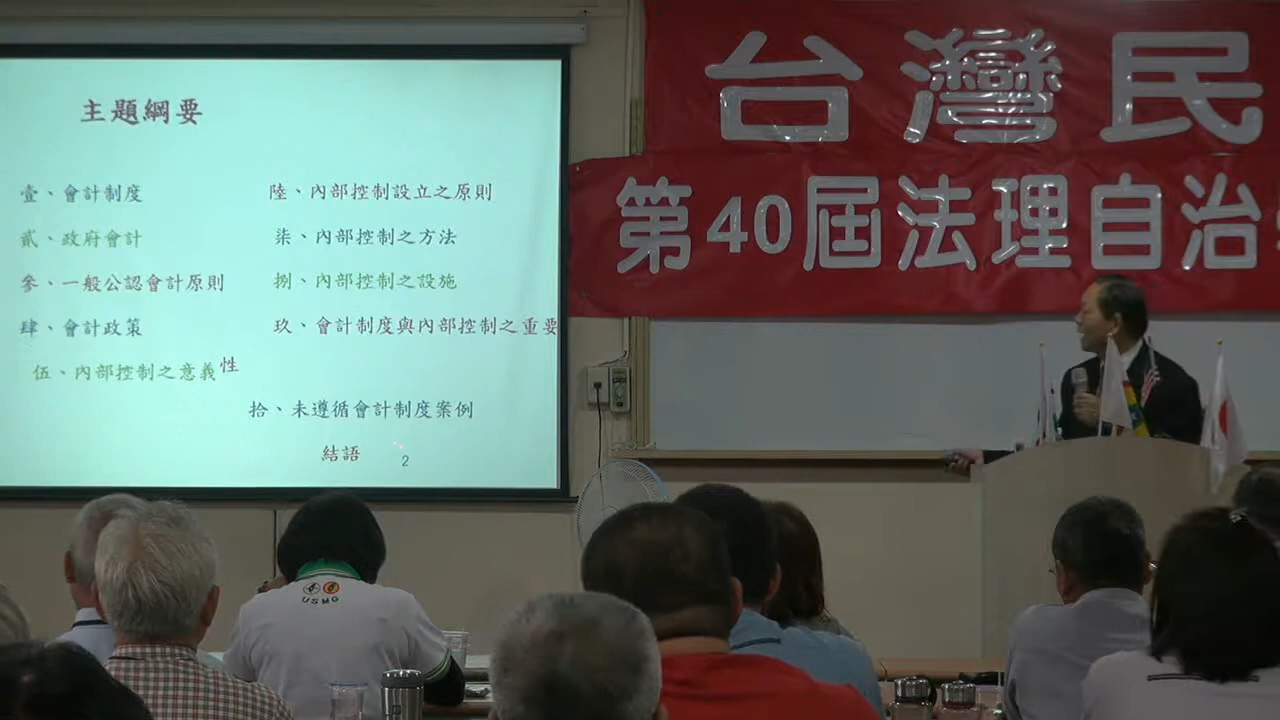 主題綱要
壹、會計制度
貳、政府會計
參、一般公認會計原則
肆、會計政策
伍、內部控制之意義
陸、內部控制設立之原則
柒、內部控制之方法
捌、內部控制之設施
玖、會計制度與內部控制之重要
性
拾、未遵循會計制度案例
結語
2
台灣民
第40屆法理自治
USMG